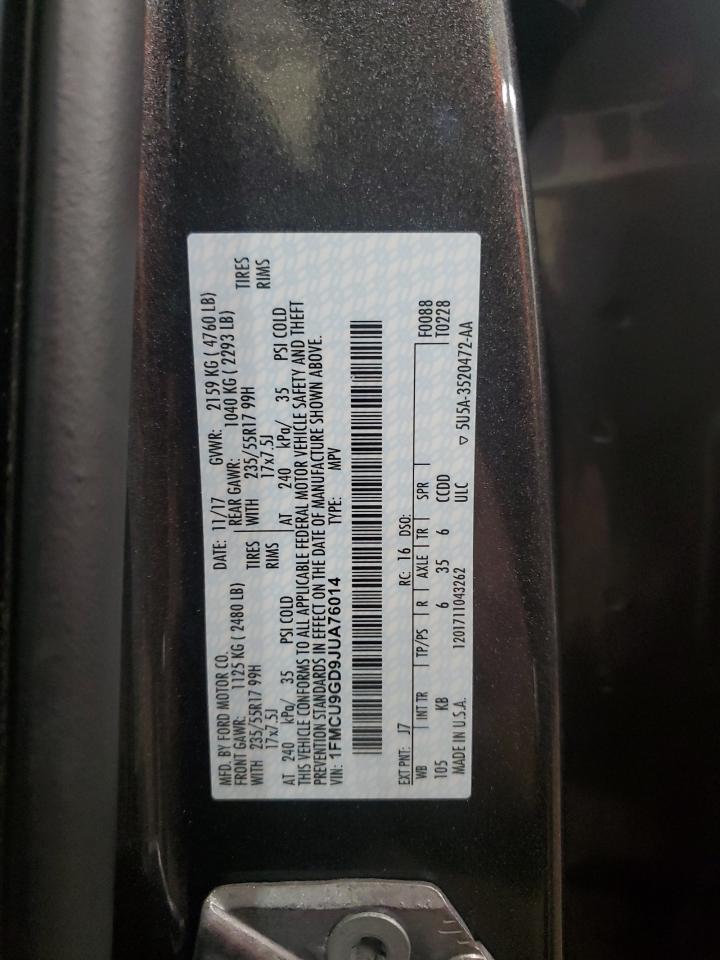 MFD. BY FORD MOTOR CO.
DATE: 11/17 GVWR: 2159 KG ( 4760 LB)
FRONT GAWR: 1125 KG ( 2480 LB)
REAR GAWR: 1040 KG ( 2293 LB)
WITH 235/55R17 99H TIRES
WITH 235/55R17 99H TIRES
17x7.5J RIMS
17x7.5J RIMS
AT 240 kPa/ 35 PSI COLD
AT 240 kPa/ 35 PSI COLD
THIS VEHICLE CONFORMS TO ALL APPLICABLE FEDERAL MOTOR VEHICLE SAFETY AND THEFT
PREVENTION STANDARDS IN EFFECT ON THE DATE OF MANUFACTURE SHOWN ABOVE.
VIN: 1FMCU9GD9JUA76014 TYPE: MPV
EXT PNT: J7 RC: 16 DSO: F0088
WB INT TR TP/PS R AXLE TR SPR T0228
105 KB 6 35 6 CCDD
MADE IN U.S.A. 1201711043262 ULC ▽ 5U5A-3520472-AA